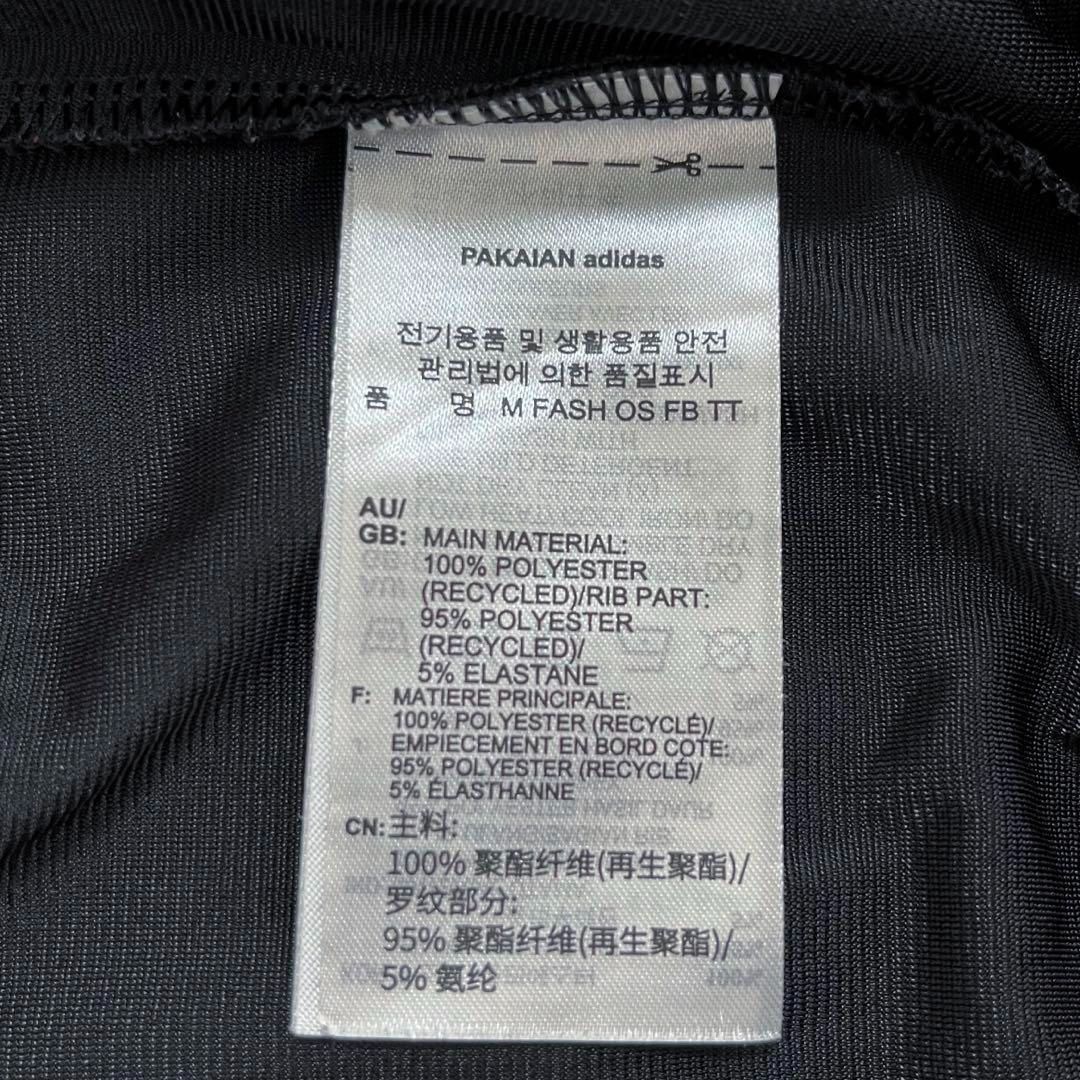 PAKAIAN adidas
전기용품 및 생활용품 안전
관리법에 의한 품질표시
품 명 M FASH OS FB TT
AU/
GB: MAIN MATERIAL:
100% POLYESTER
(RECYCLED)/RIB PART:
95% POLYESTER
(RECYCLED)/
5% ELASTANE
F: MATIERE PRINCIPALE:
100% POLYESTER (RECYCLÉ)/
EMPIECEMENT EN BORD COTE:
95% POLYESTER (RECYCLÉ)/
5% ÉLASTHANNE
CN: 主料:
100% 聚酯纤维(再生聚酯)/
罗纹部分:
95% 聚酯纤维(再生聚酯)/
5% 氨纶